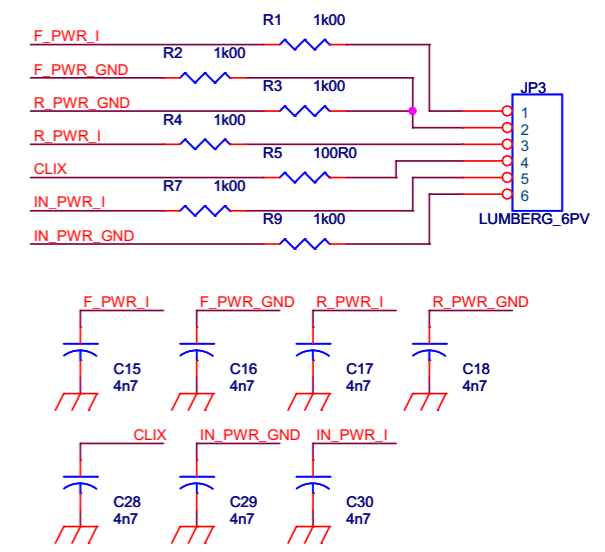 R1 1k00
F_PWR_I
R2 1k00
F_PWR_GND
R3 1k00
JP3
R_PWR_GND
1
R4 1k00
2
R_PWR_I
3
R5 100R0
4
CLIX
5
R7 1k00
6
IN_PWR_I
R9 1k00
LUMBERG_6PV
IN_PWR_GND
F_PWR_I F_PWR_GND R_PWR_I R_PWR_GND
C15 C16 C17 C18
4n7 4n7 4n7 4n7
CLIX IN_PWR_GND IN_PWR_I
C28 C29 C30
4n7 4n7 4n7